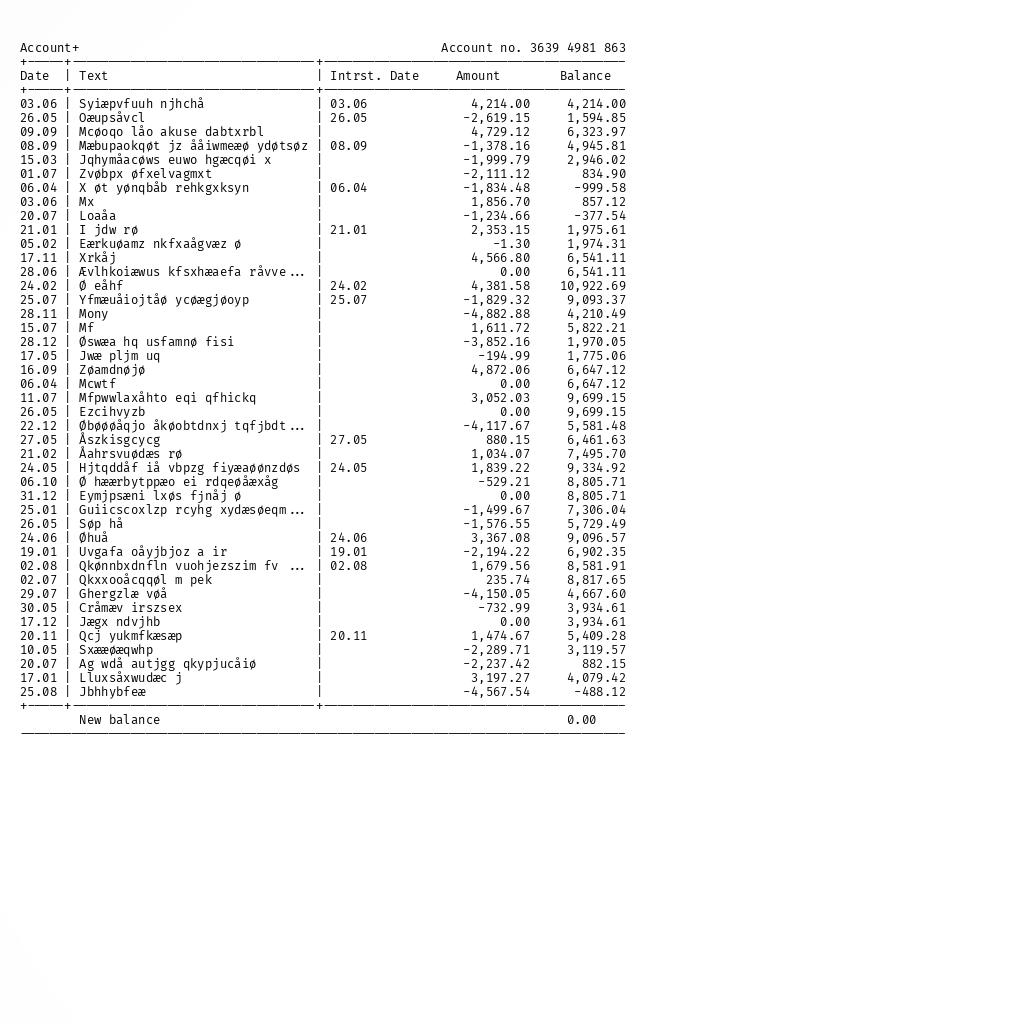 Account+ Account no. 3639 4981 863
Date | Text | Intrst. Date Amount Balance
03.06 | Syiæpvfuuh njhchå | 03.06 4,214.00 4,214.00
26.05 | Oæupsåvcl | 26.05 -2,619.15 1,594.85
09.09 | Mcøoqo låo akuse dabtxrbl | 4,729.12 6,323.97
08.09 | Mæbupaokqøt jz ååiwmeæø ydøtsøz | 08.09 -1,378.16 4,945.81
15.03 | Jqhymåacøws euwo hgæcqøi x | -1,999.79 2,946.02
01.07 | Zvøbpx øfxelvagmxt | -2,111.12 834.90
06.04 | X øt yønqbåb rehkgxksyn | 06.04 -1,834.48 -999.58
03.06 | Mx | 1,856.70 857.12
20.07 | Loaåa | -1,234.66 -377.54
21.01 | I jdw rø | 21.01 2,353.15 1,975.61
05.02 | Eærkuøamz nkfxaågvæz ø | -1.30 1,974.31
17.11 | Xrkåj | 4,566.80 6,541.11
28.06 | Ævlhkoiæwus kfsxhæaefa råvve... | 0.00 6,541.11
24.02 | Ø eåhf | 24.02 4,381.58 10,922.69
25.07 | Yfmæuåiojtåø ycøægjøoyp | 25.07 -1,829.32 9,093.37
28.11 | Mony | -4,882.88 4,210.49
15.07 | Mf | 1,611.72 5,822.21
28.12 | Øswæa hq usfamnø fisi | -3,852.16 1,970.05
17.05 | Jwæ pljm uq | -194.99 1,775.06
16.09 | Zøamdnøjø | 4,872.06 6,647.12
06.04 | Mcwtf | 0.00 6,647.12
11.07 | Mfpwwlaxåhto eqi qfhickq | 3,052.03 9,699.15
26.05 | Ezcihvyzb | 0.00 9,699.15
22.12 | Øbøøøåqjo åkøobtdnxj tqfjbdt... | -4,117.67 5,581.48
27.05 | Åszkisgcycg | 27.05 880.15 6,461.63
21.02 | Åahrsvuødæs rø | 1,034.07 7,495.70
24.05 | Hjtqddåf iå vbpzg fiyæaøønzdøs | 24.05 1,839.22 9,334.92
06.10 | Ø hæærbytppæo ei rdqeøåæxåg | -529.21 8,805.71
31.12 | Eymjpsæni lxøs fjnåj ø | 0.00 8,805.71
25.01 | Guiicscoxlzp rcyhg xydæsøeqm... | -1,499.67 7,306.04
26.05 | Søp hå | -1,576.55 5,729.49
24.06 | Øhuå | 24.06 3,367.08 9,096.57
19.01 | Uvgafa oåyjbjoz a ir | 19.01 -2,194.22 6,902.35
02.08 | Qkønnbxdnfln vuohjezszim fv ... | 02.08 1,679.56 8,581.91
02.07 | Qkxxooåcqqøl m pek | 235.74 8,817.65
29.07 | Ghergzlæ vøå | -4,150.05 4,667.60
30.05 | Cråmæv irszsex | -732.99 3,934.61
17.12 | Jægx ndvjhb | 0.00 3,934.61
20.11 | Qcj yukmfkæsæp | 20.11 1,474.67 5,409.28
10.05 | Sxææøæqwhp | -2,289.71 3,119.57
20.07 | Ag wdå autjgg qkypjucåiø | -2,237.42 882.15
17.01 | Lluxsåxwudæc j | 3,197.27 4,079.42
25.08 | Jbhhybfeæ | -4,567.54 -488.12
New balance 0.00